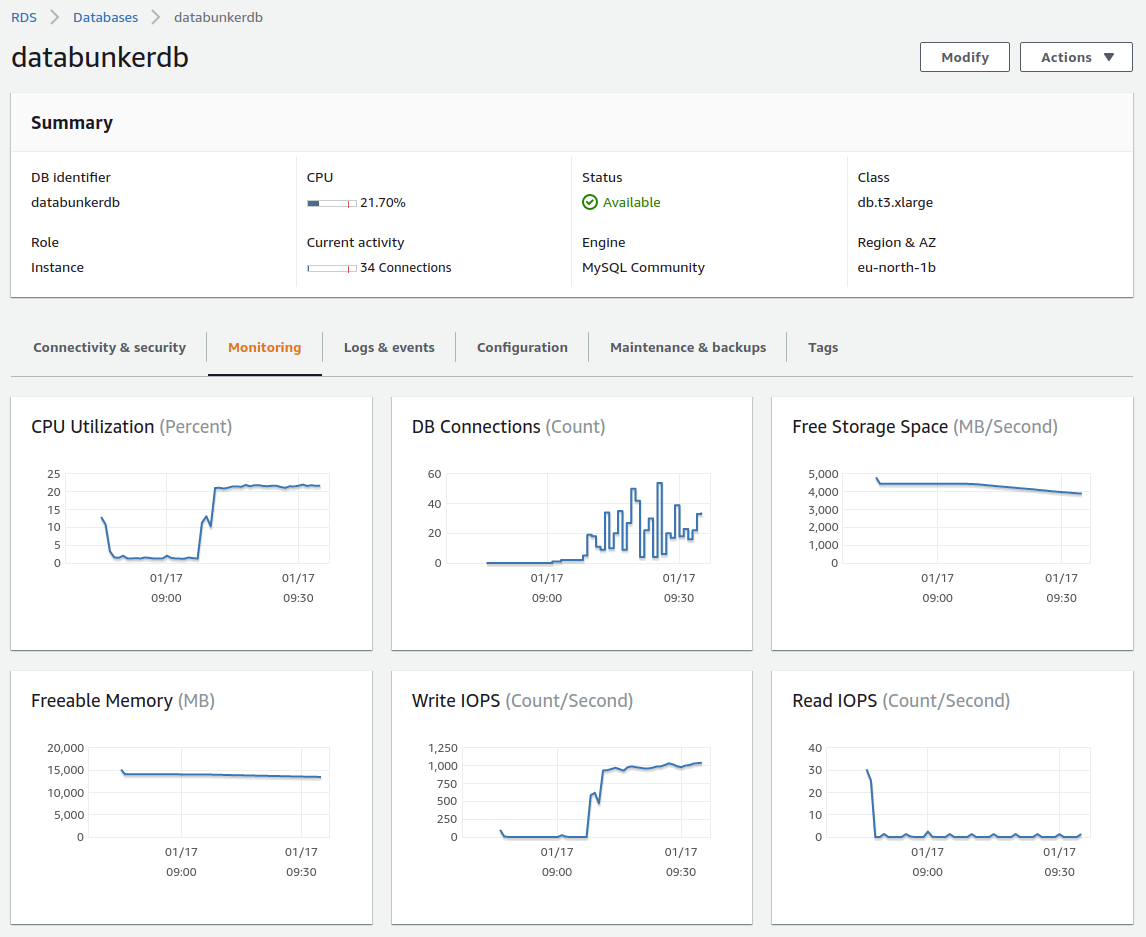 RDS > Databases > databunkerdb
databunkerdb
Modify
Actions ▼
Summary
DB identifier
databunkerdb
CPU
21.70%
Status
Available
Class
db.t3.xlarge
Role
Instance
Current activity
34 Connections
Engine
MySQL Community
Region & AZ
eu-north-1b
Connectivity & security
Monitoring
Logs & events
Configuration
Maintenance & backups
Tags
CPU Utilization (Percent)
25
20
15
10
5
0
01/17
09:00
01/17
09:30
DB Connections (Count)
60
40
20
0
01/17
09:00
01/17
09:30
Free Storage Space (MB/Second)
5,000
4,000
3,000
2,000
1,000
0
01/17
09:00
01/17
09:30
Freeable Memory (MB)
20,000
15,000
10,000
5,000
0
01/17
09:00
01/17
09:30
Write IOPS (Count/Second)
1,250
1,000
750
500
250
0
01/17
09:00
01/17
09:30
Read IOPS (Count/Second)
40
30
20
10
0
01/17
09:00
01/17
09:30